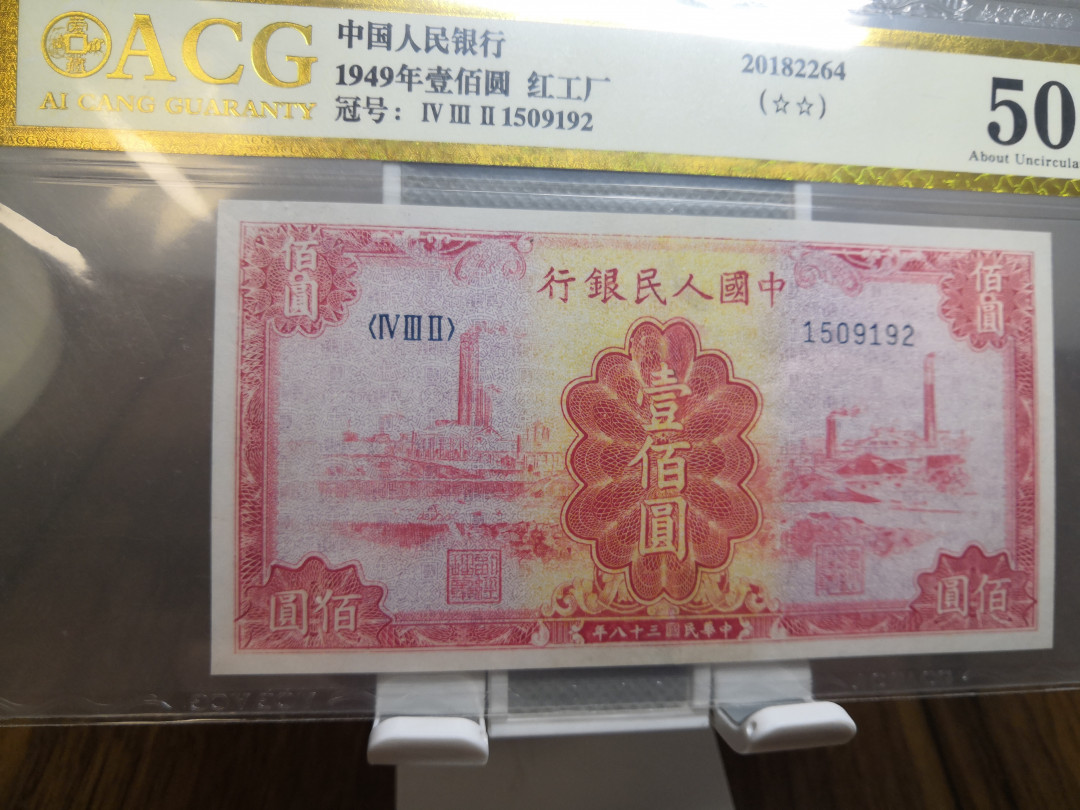 ACG
AI CANG GUARANTY
中国人民银行
1949年壹佰圆 红工厂
冠号: Ⅳ Ⅲ Ⅱ 1509192
20182264
(☆☆)
50
About Uncircula
行銀民人國中
佰圓
佰圓
〈Ⅳ Ⅲ Ⅱ〉
1509192
壹佰圓
圓佰
圓佰
年八十三國民華中